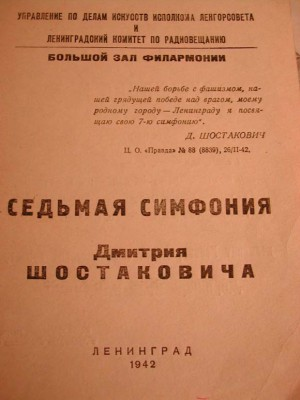 УПРАВЛЕНИЕ ПО ДЕЛАМ ИСКУССТВ ИСПОЛКОМА ЛЕНГОРСОВЕТА
И
ЛЕНИНГРАДСКИЙ КОМИТЕТ ПО РАДИОВЕЩАНИЮ
БОЛЬШОЙ ЗАЛ ФИЛАРМОНИИ
„Нашей борьбе с фашизмом, на-
шей грядущей победе над врагом, моему
родному городу — Ленинграду я посвя-
щаю свою 7-ю симфонию".
Д. ШОСТАКОВИЧ
Ц. О. «Правда» № 88 (8859), 26/II-42.
СЕДЬМАЯ СИМФОНИЯ
ДМИТРИЯ
ШОСТАКОВИЧА
ЛЕНИНГРАД
1942